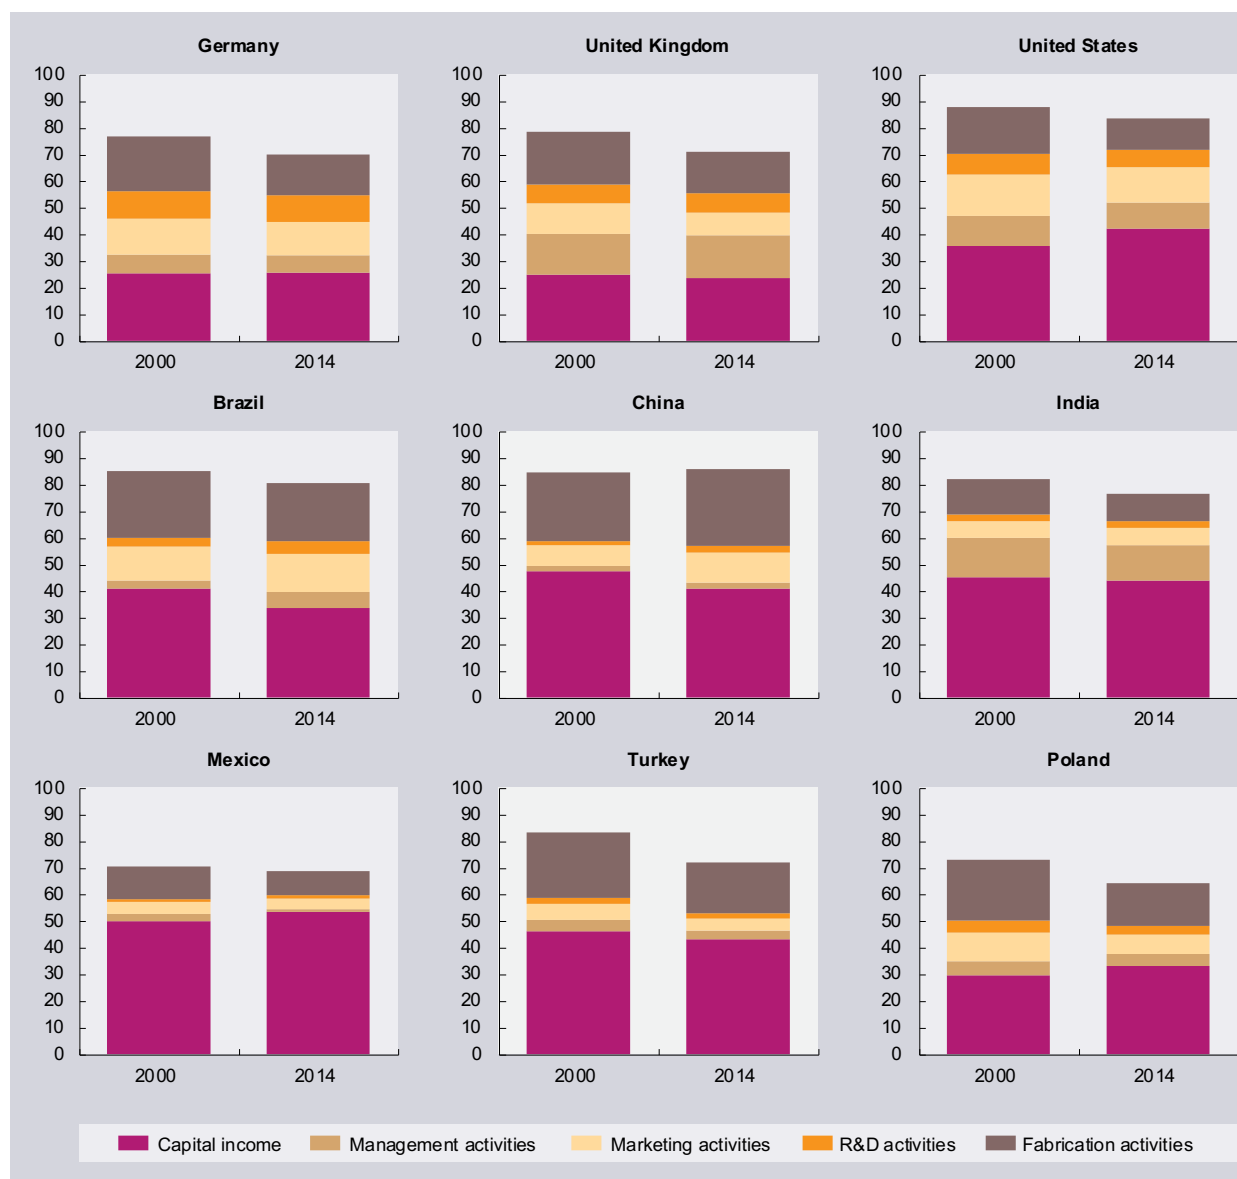 Germany United Kingdom United States
100 100 100
90 90 90
80 80 80
70 70 70
60 60 60
50 50 50
40 40 40
30 30 30
20 20 20
10 10 10
0 0 0
2000 2014 2000 2014 2000 2014
Brazil China India
100 100 100
90 90 90
80 80 80
70 70 70
60 60 60
50 50 50
40 40 40
30 30 30
20 20 20
10 10 10
0 0 0
2000 2014 2000 2014 2000 2014
Mexico Turkey Poland
100 100 100
90 90 90
80 80 80
70 70 70
60 60 60
50 50 50
40 40 40
30 30 30
20 20 20
10 10 10
0 0 0
2000 2014 2000 2014 2000 2014
Capital income Management activities Marketing activities R&D activities Fabrication activities